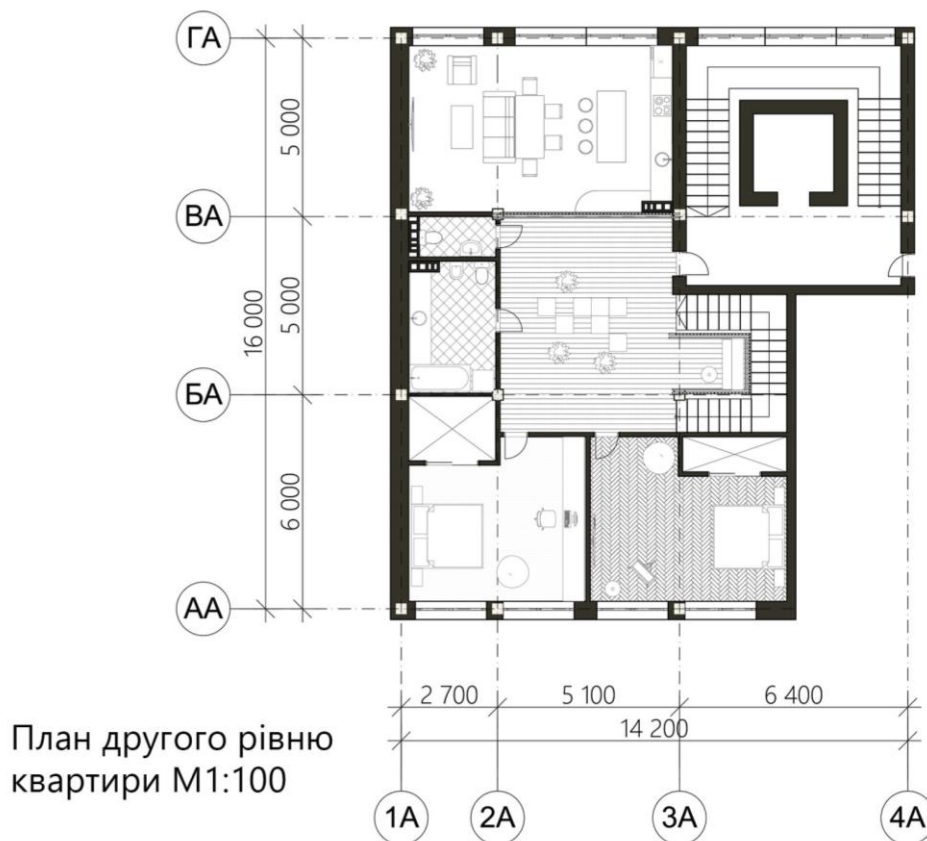 ГА
5 000
ВА
16 000
5 000
БА
6 000
АА
2 700
5 100
6 400
14 200
План другого рівню
квартири М1:100
1А
2А
3А
4А